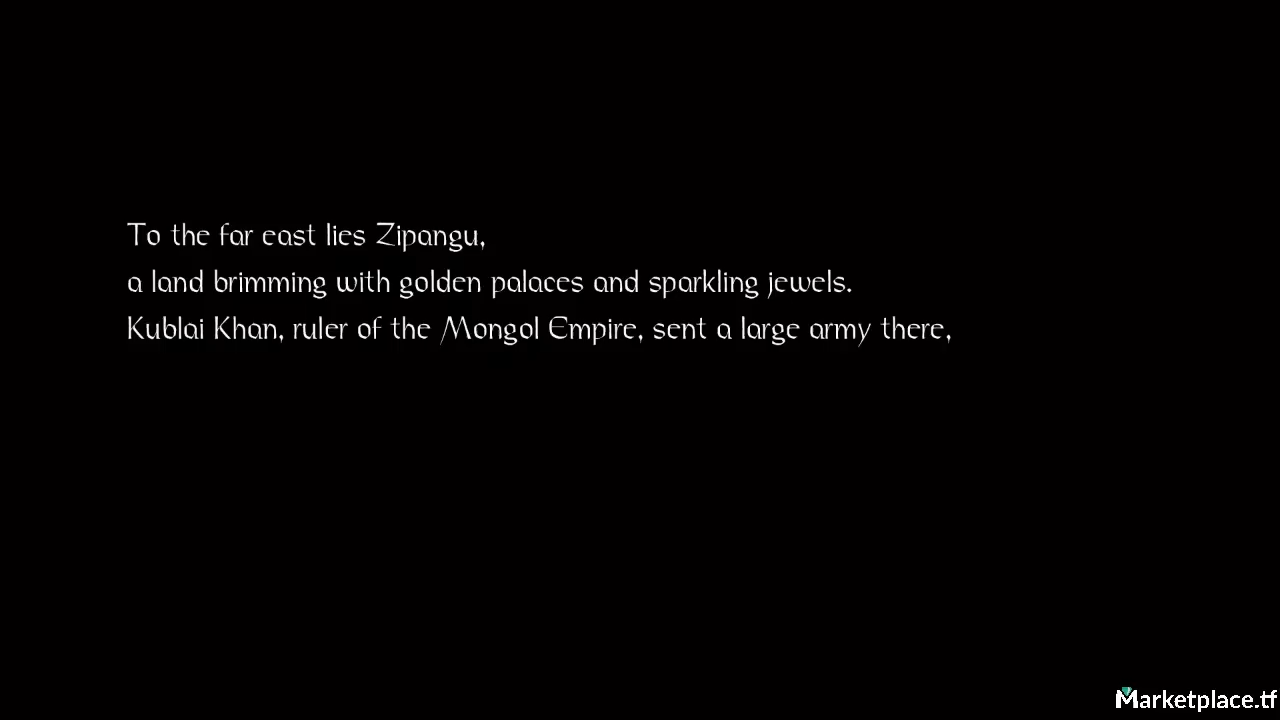 To the far east lies Zipangu,
a land brimming with golden palaces and sparkling jewels.
Kublai Khan, ruler of the Mongol Empire, sent a large army there,
Marketplace.tf